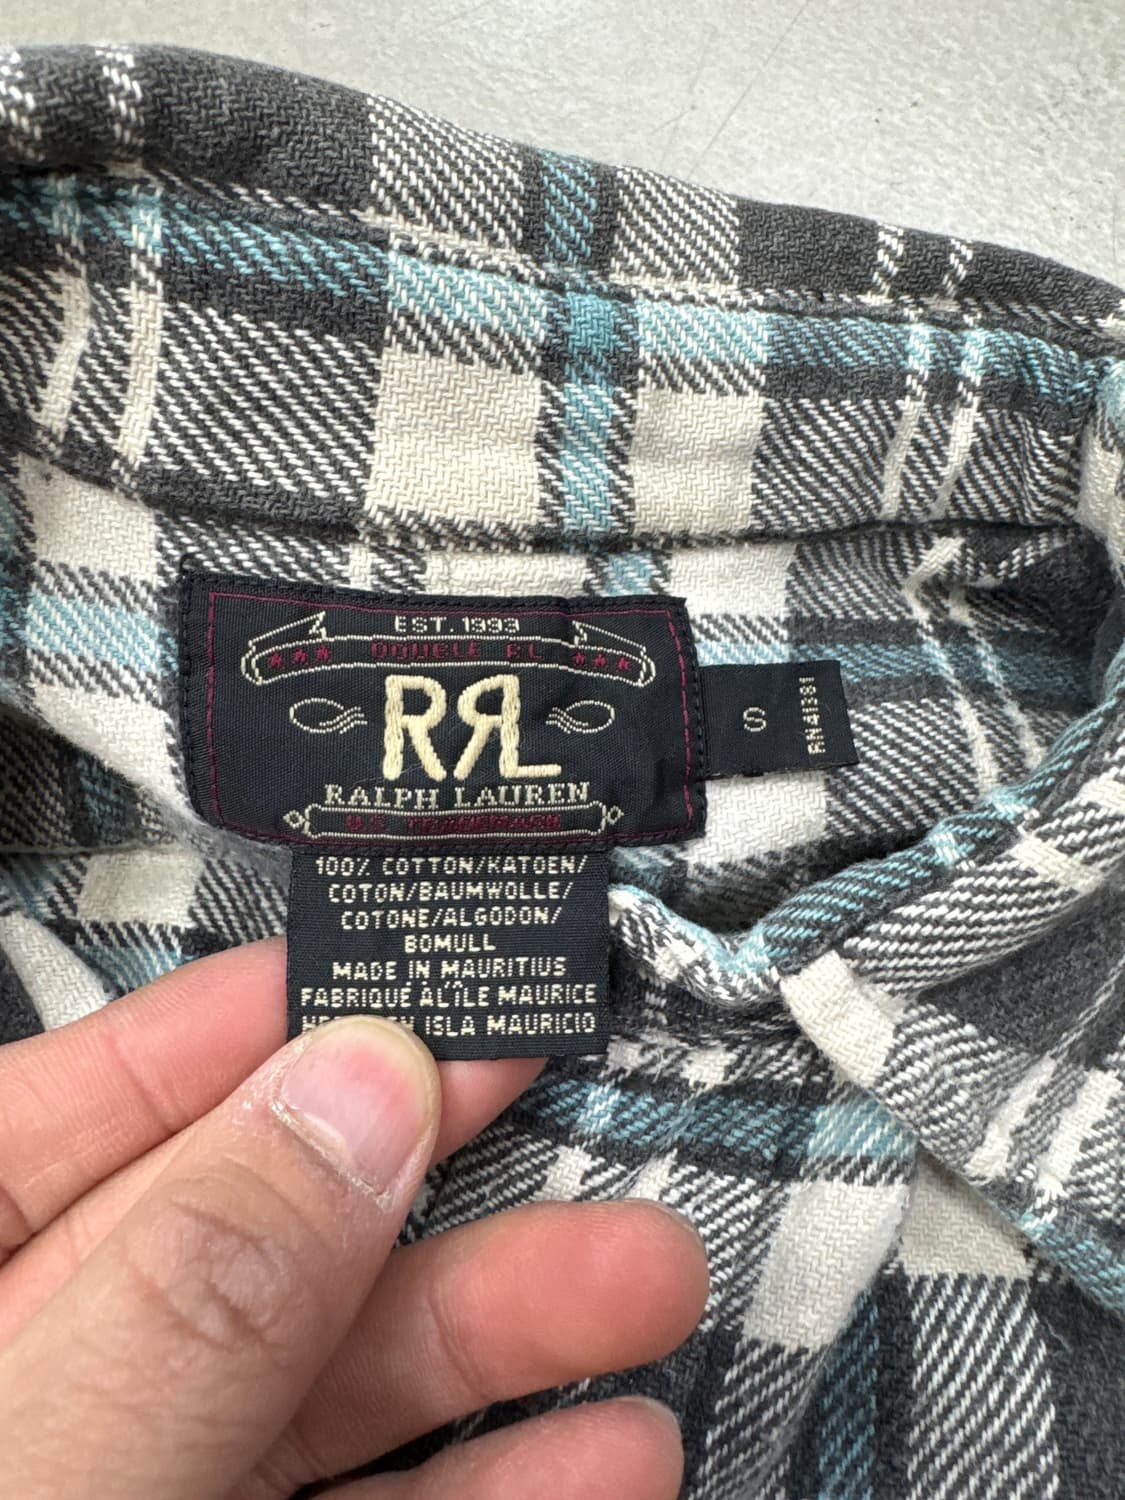 EST. 1993
DOUBLE RL
RRL
RALPH LAUREN
U.S. TRADEMARK
S
RN41381
100% COTTON/KATOEN/
COTON/BAUMWOLLE/
COTONE/ALGODON/
BOMULL
MADE IN MAURITIUS
FABRIQUÉ À L'ÎLE MAURICE
ISLA MAURICIO